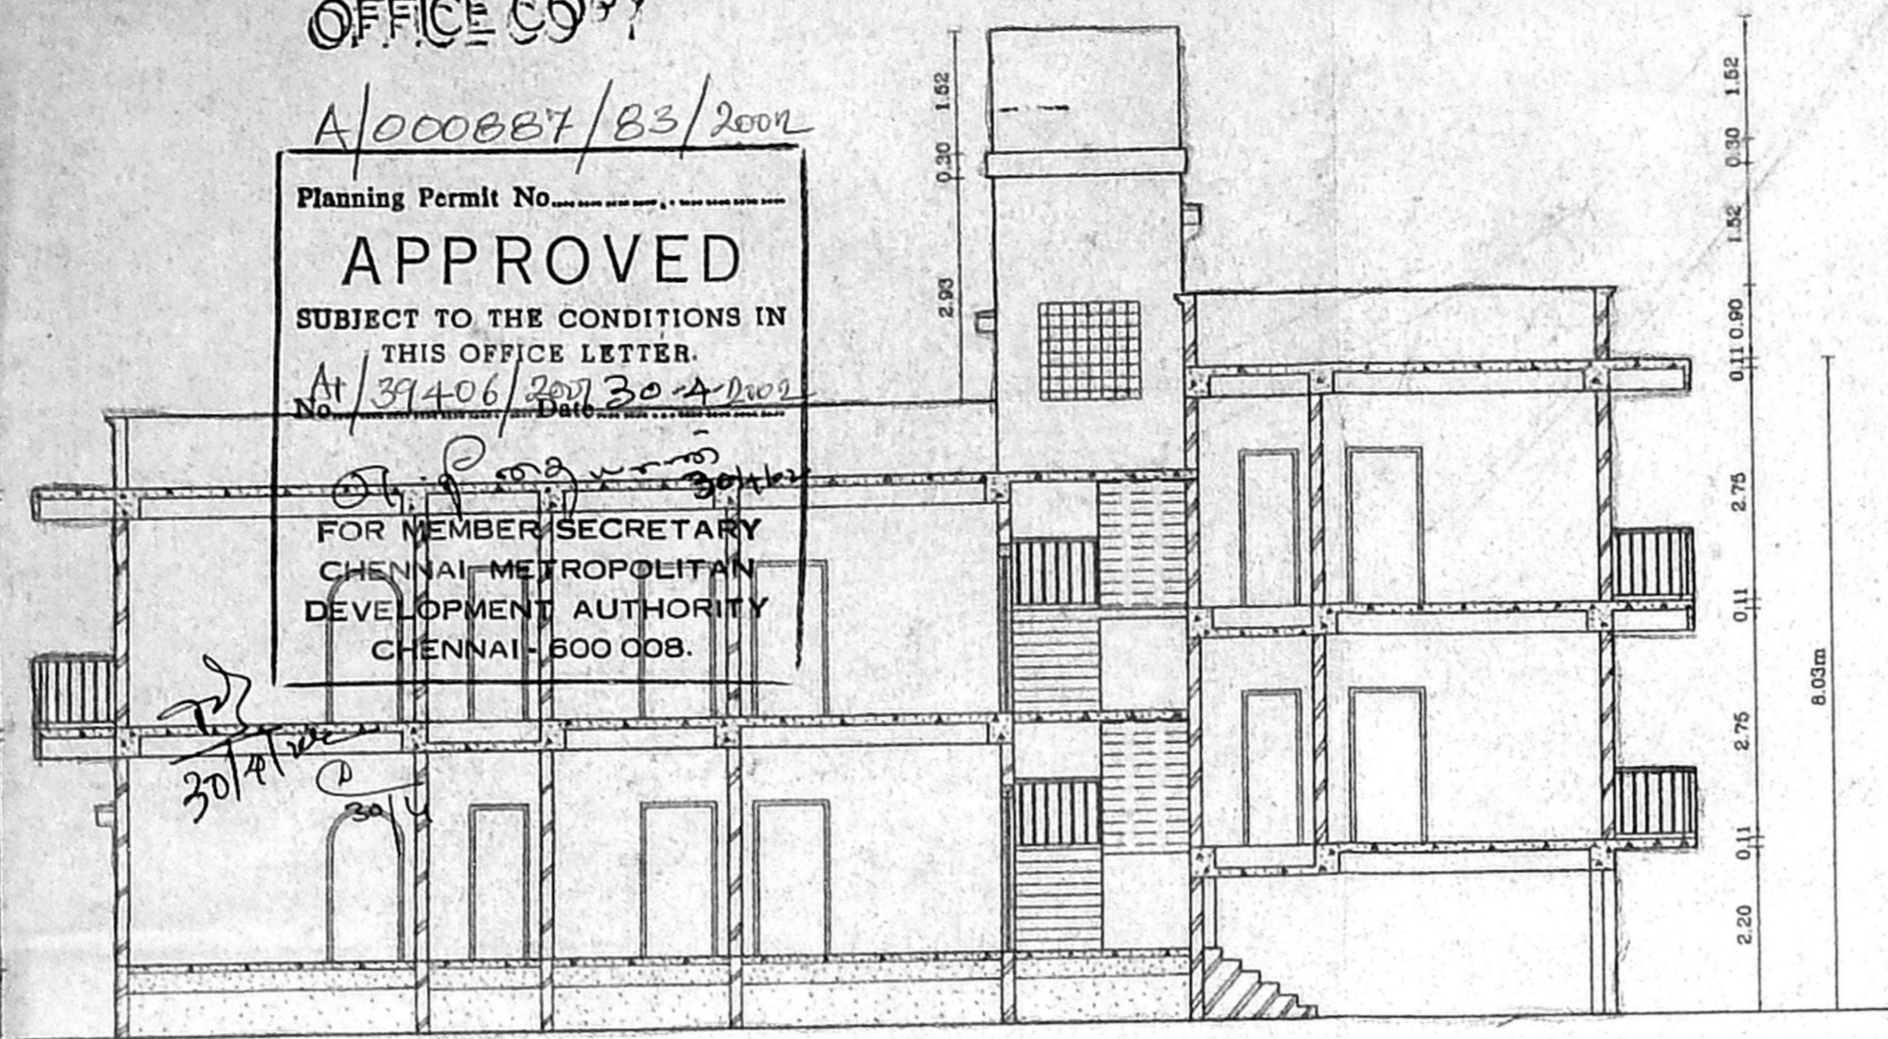 OFFICE COPY
A/000887/83/2002
Planning Permit No
APPROVED
SUBJECT TO THE CONDITIONS IN
THIS OFFICE LETTER.
No A1/39406/2001 Date 30-4-2002
30/4/02
FOR MEMBER SECRETARY
CHENNAI METROPOLITAN
DEVELOPMENT AUTHORITY
CHENNAI - 600 008.
30/4
30/4
1.52
0.30
2.93
1.52
0.30
1.52
0.90
0.11
2.75
0.11
2.75
0.11
2.20
8.03m